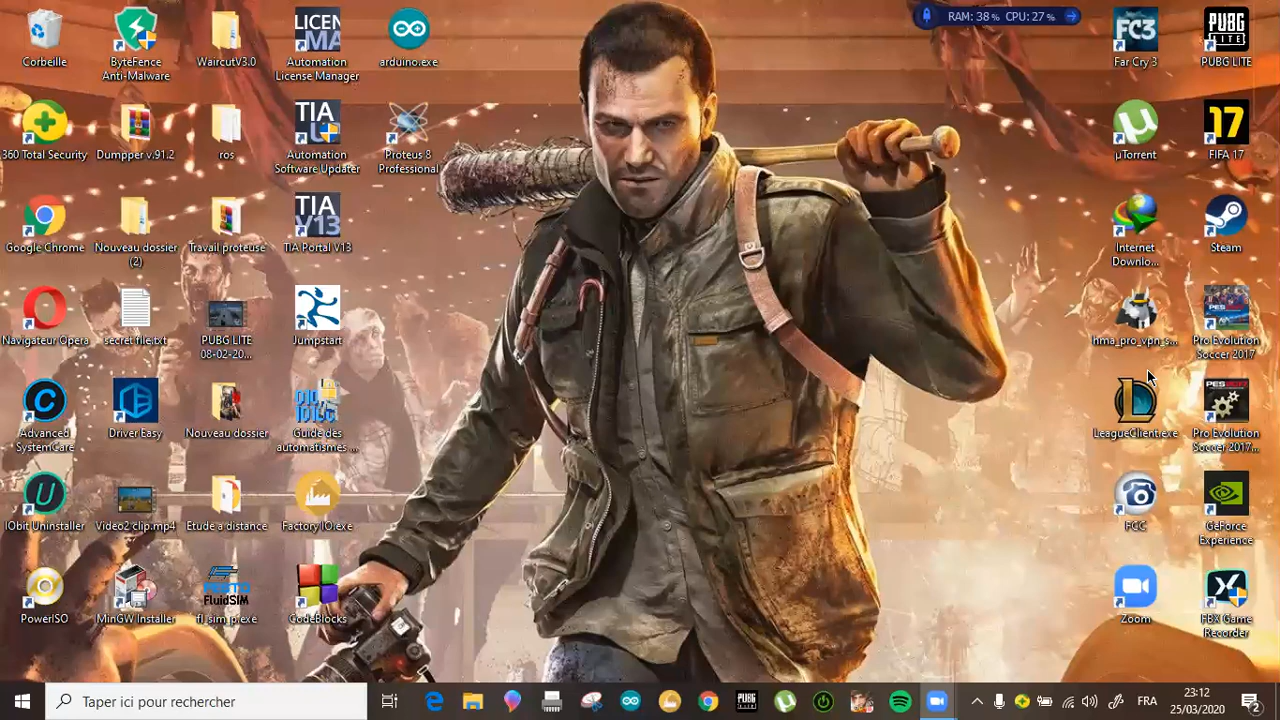 RAM: 38% CPU: 27%
Corbeille
ByteFence
Anti-Malware
WaircutV3.0
LICEN
MA
Automation
License Manager
arduino.exe
FC3
Far Cry 3
PUBG
LITE
PUBG LITE
360 Total Security
Dumpper v.91.2
ros
TIA
Automation
Software Updater
Proteus 8
Professional
µTorrent
17
FIFA 17
Google Chrome
Nouveau dossier
(2)
Travail proteuse
TIA
V13
TIA Portal V13
Internet
Downlo...
Steam
Navigateur Opera
secret file.txt
PUBG LITE
08-02-20...
Jumpstart
hma_pro_vpn_s...
Pro Evolution
Soccer 2017
Advanced
SystemCare
Driver Easy
Nouveau dossier
Guide des
automatismes ...
LeagueClient.exe
Pro Evolution
Soccer 2017...
IObit Uninstaller
Video2 clip.mp4
Etude a distance
Factory IO.exe
FCC
GeForce
Experience
PowerISO
MinGW Installer
FESTO
FluidSIM
fl_sim_p.exe
CodeBlocks
Zoom
FBX Game
Recorder
Taper ici pour rechercher
PUBG
FRA
23:12
25/03/2020
2